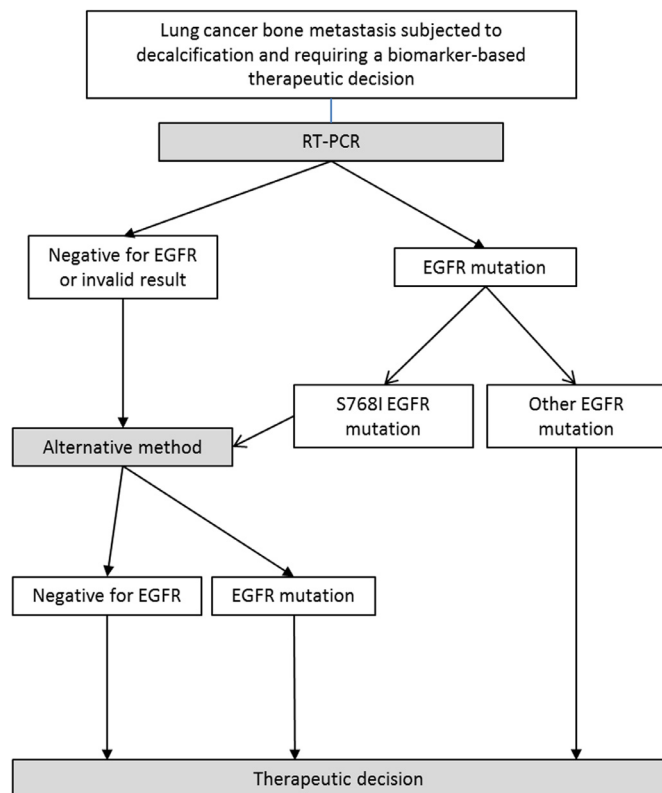 Lung cancer bone metastasis subjected to
decalcification and requiring a biomarker-based
therapeutic decision
RT-PCR
Negative for EGFR
or invalid result
EGFR mutation
S768I EGFR
mutation
Other EGFR
mutation
Alternative method
Negative for EGFR
EGFR mutation
Therapeutic decision